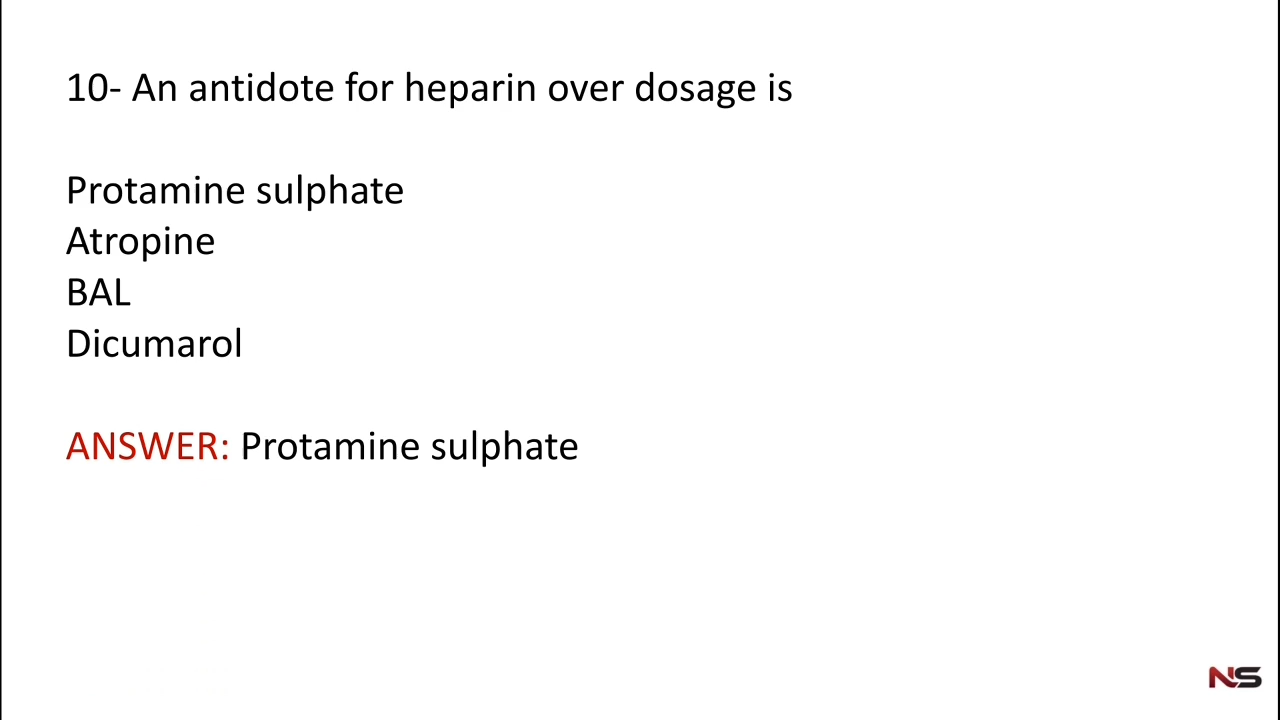 10- An antidote for heparin over dosage is
Protamine sulphate
Atropine
BAL
Dicumarol
ANSWER: Protamine sulphate
NS